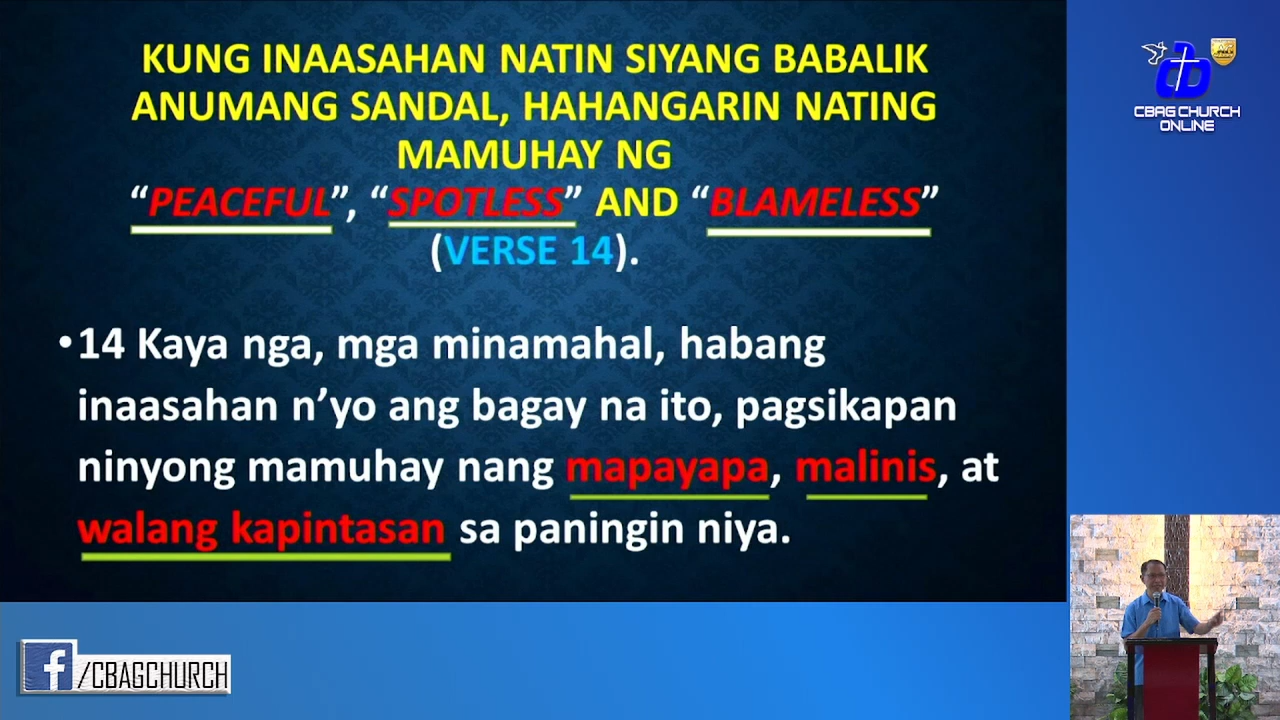 KUNG INAASAHAN NATIN SIYANG BABALIK
ANUMANG SANDAL, HAHANGARIN NATING
MAMUHAY NG
“PEACEFUL”, “SPOTLESS” AND “BLAMELESS”
(VERSE 14).
•14 Kaya nga, mga minamahal, habang
inaasahan n’yo ang bagay na ito, pagsikapan
ninyong mamuhay nang mapayapa, malinis, at
walang kapintasan sa paningin niya.
CBAG CHURCH
ONLINE
f/CBAGCHURCH